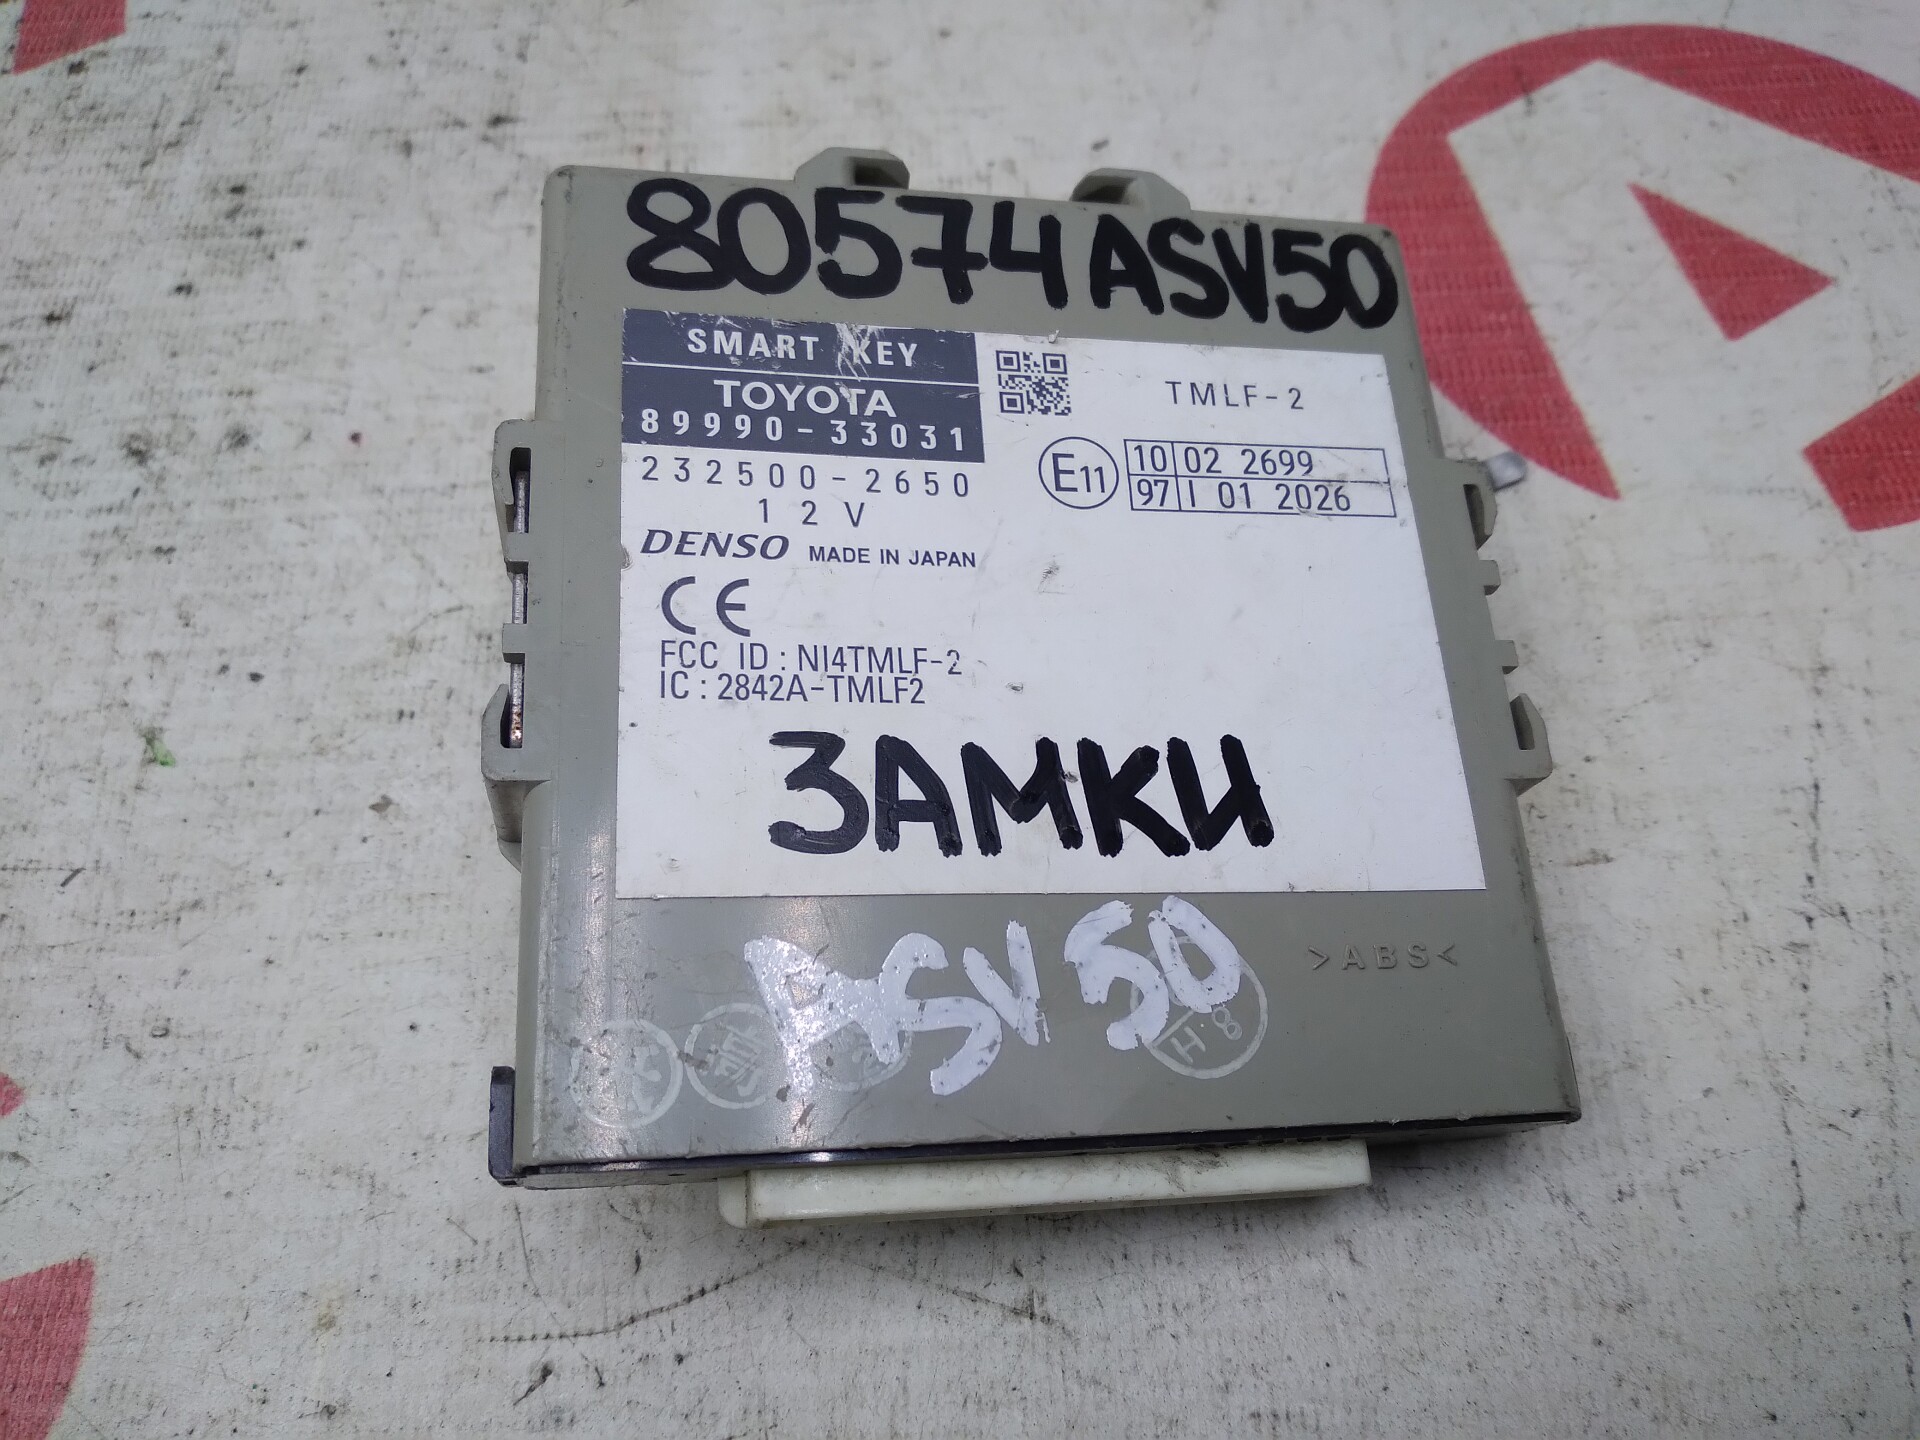 80574ASV50
SMART KEY
TOYOTA
89990-33031
232500-2650
12V
DENSO MADE IN JAPAN
CE
FCC ID : NI4TMLF-2
IC : 2842A-TMLF2
TMLF-2
E11
10 02 2699
97 I 01 2026
ЗАМКИ
ASV50
>ABS<